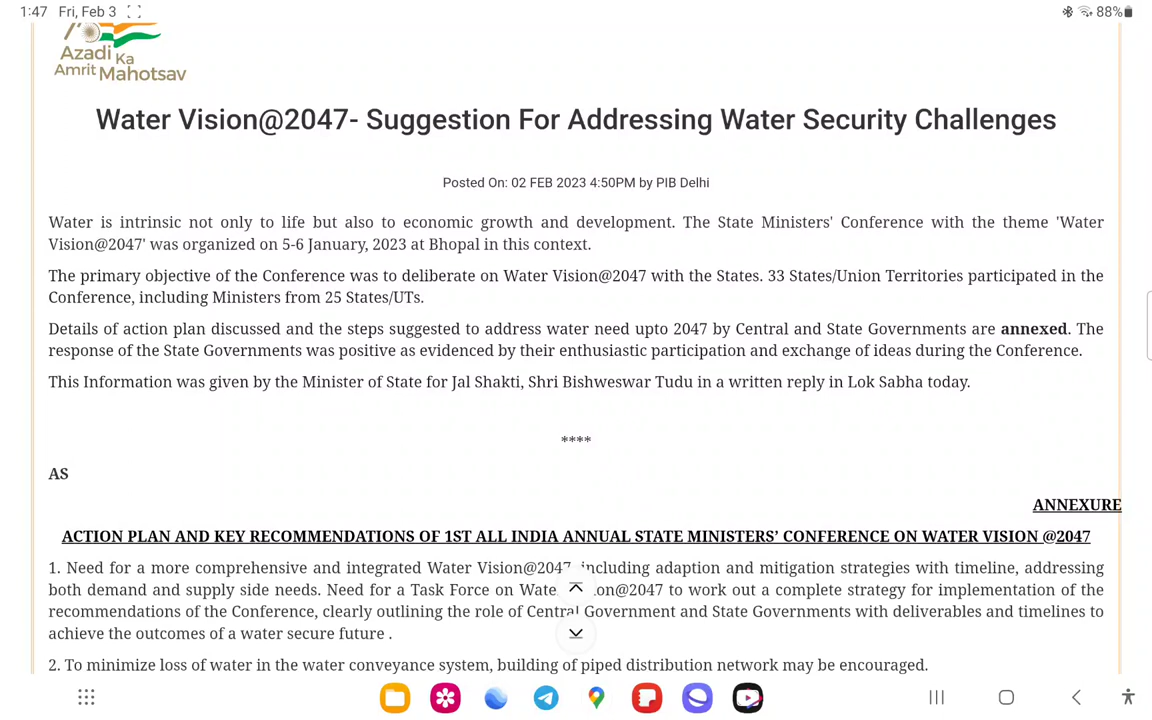 1:47 Fri, Feb 3 88%
Azadi Ka
Amrit Mahotsav
Water Vision@2047- Suggestion For Addressing Water Security Challenges
Posted On: 02 FEB 2023 4:50PM by PIB Delhi
Water is intrinsic not only to life but also to economic growth and development. The State Ministers' Conference with the theme 'Water
Vision@2047' was organized on 5-6 January, 2023 at Bhopal in this context.
The primary objective of the Conference was to deliberate on Water Vision@2047 with the States. 33 States/Union Territories participated in the
Conference, including Ministers from 25 States/UTs.
Details of action plan discussed and the steps suggested to address water need upto 2047 by Central and State Governments are annexed. The
response of the State Governments was positive as evidenced by their enthusiastic participation and exchange of ideas during the Conference.
This Information was given by the Minister of State for Jal Shakti, Shri Bishweswar Tudu in a written reply in Lok Sabha today.
****
AS
ANNEXURE
ACTION PLAN AND KEY RECOMMENDATIONS OF 1ST ALL INDIA ANNUAL STATE MINISTERS’ CONFERENCE ON WATER VISION @2047
1. Need for a more comprehensive and integrated Water Vision@2047 including adaption and mitigation strategies with timeline, addressing
both demand and supply side needs. Need for a Task Force on on@2047 to work out a complete strategy for implementation of the
recommendations of the Conference, clearly outlining the role of Central Government and State Governments with deliverables and timelines to
achieve the outcomes of a water secure future .
2. To minimize loss of water in the water conveyance system, building of piped distribution network may be encouraged.